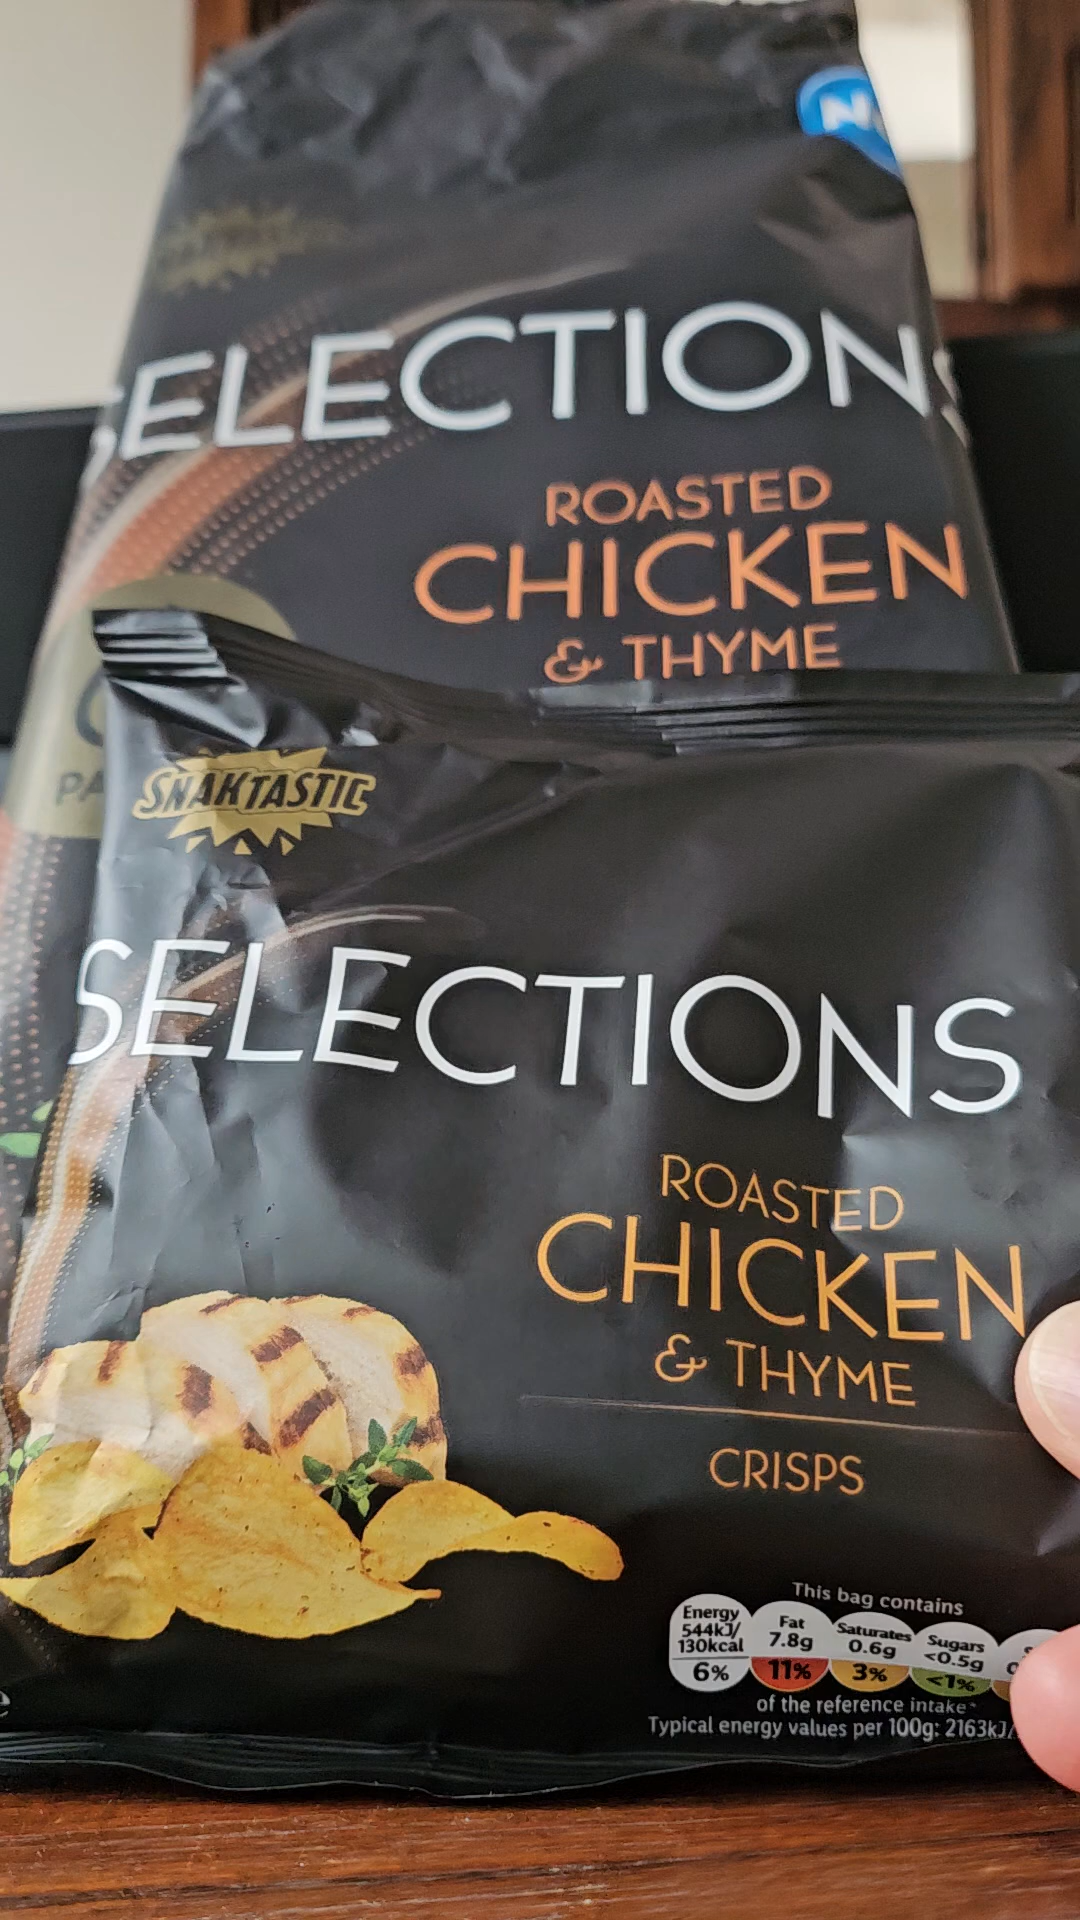 SELECTIONS
ROASTED
CHICKEN
& THYME
SNAKTASTIC
SELECTIONS
ROASTED
CHICKEN
& THYME
CRISPS
This bag contains
Energy
544kJ/
130kcal
6%
Fat
7.8g
11%
Saturates
0.6g
3%
Sugars
<0.5g
<1%
of the reference intake*
Typical energy values per 100g: 2163kJ/